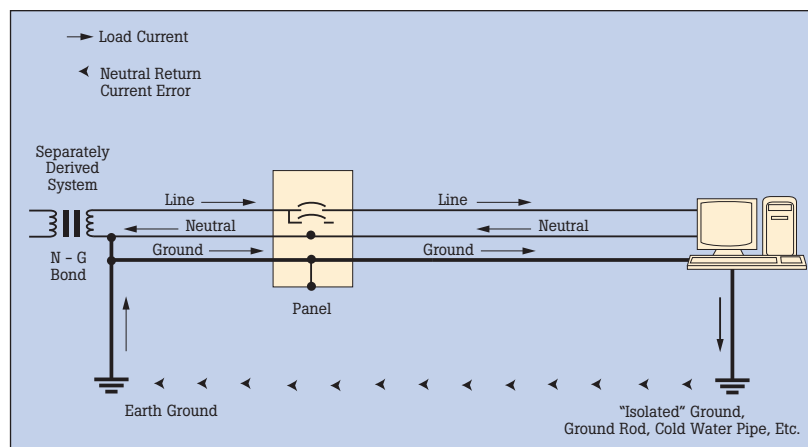 Load Current
Neutral Return
Current Error
Separately
Derived
System
Line
Line
Neutral
Neutral
Ground
Ground
N – G
Bond
Panel
Earth Ground
"Isolated" Ground,
Ground Rod, Cold Water Pipe, Etc.